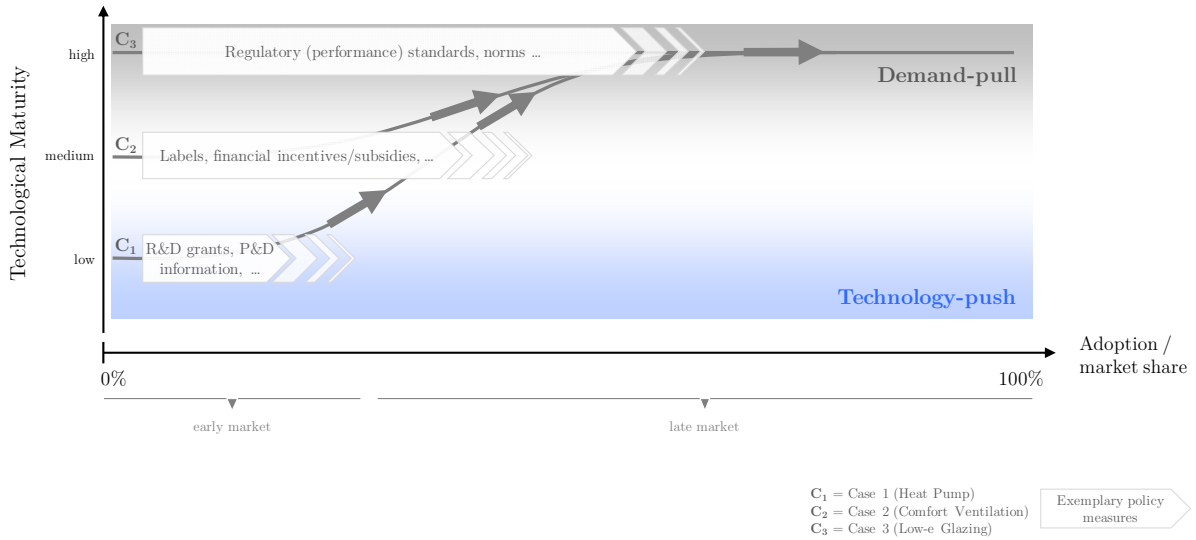 Technological Maturity
high
medium
low
C3
Regulatory (performance) standards, norms ...
Demand-pull
C2
Labels, financial incentives/subsidies, ...
C1
R&D grants, P&D
information, ...
Technology-push
Adoption /
market share
0%
100%
early market
late market
C1 = Case 1 (Heat Pump)
C2 = Case 2 (Comfort Ventilation)
C3 = Case 3 (Low-e Glazing)
Exemplary policy
measures